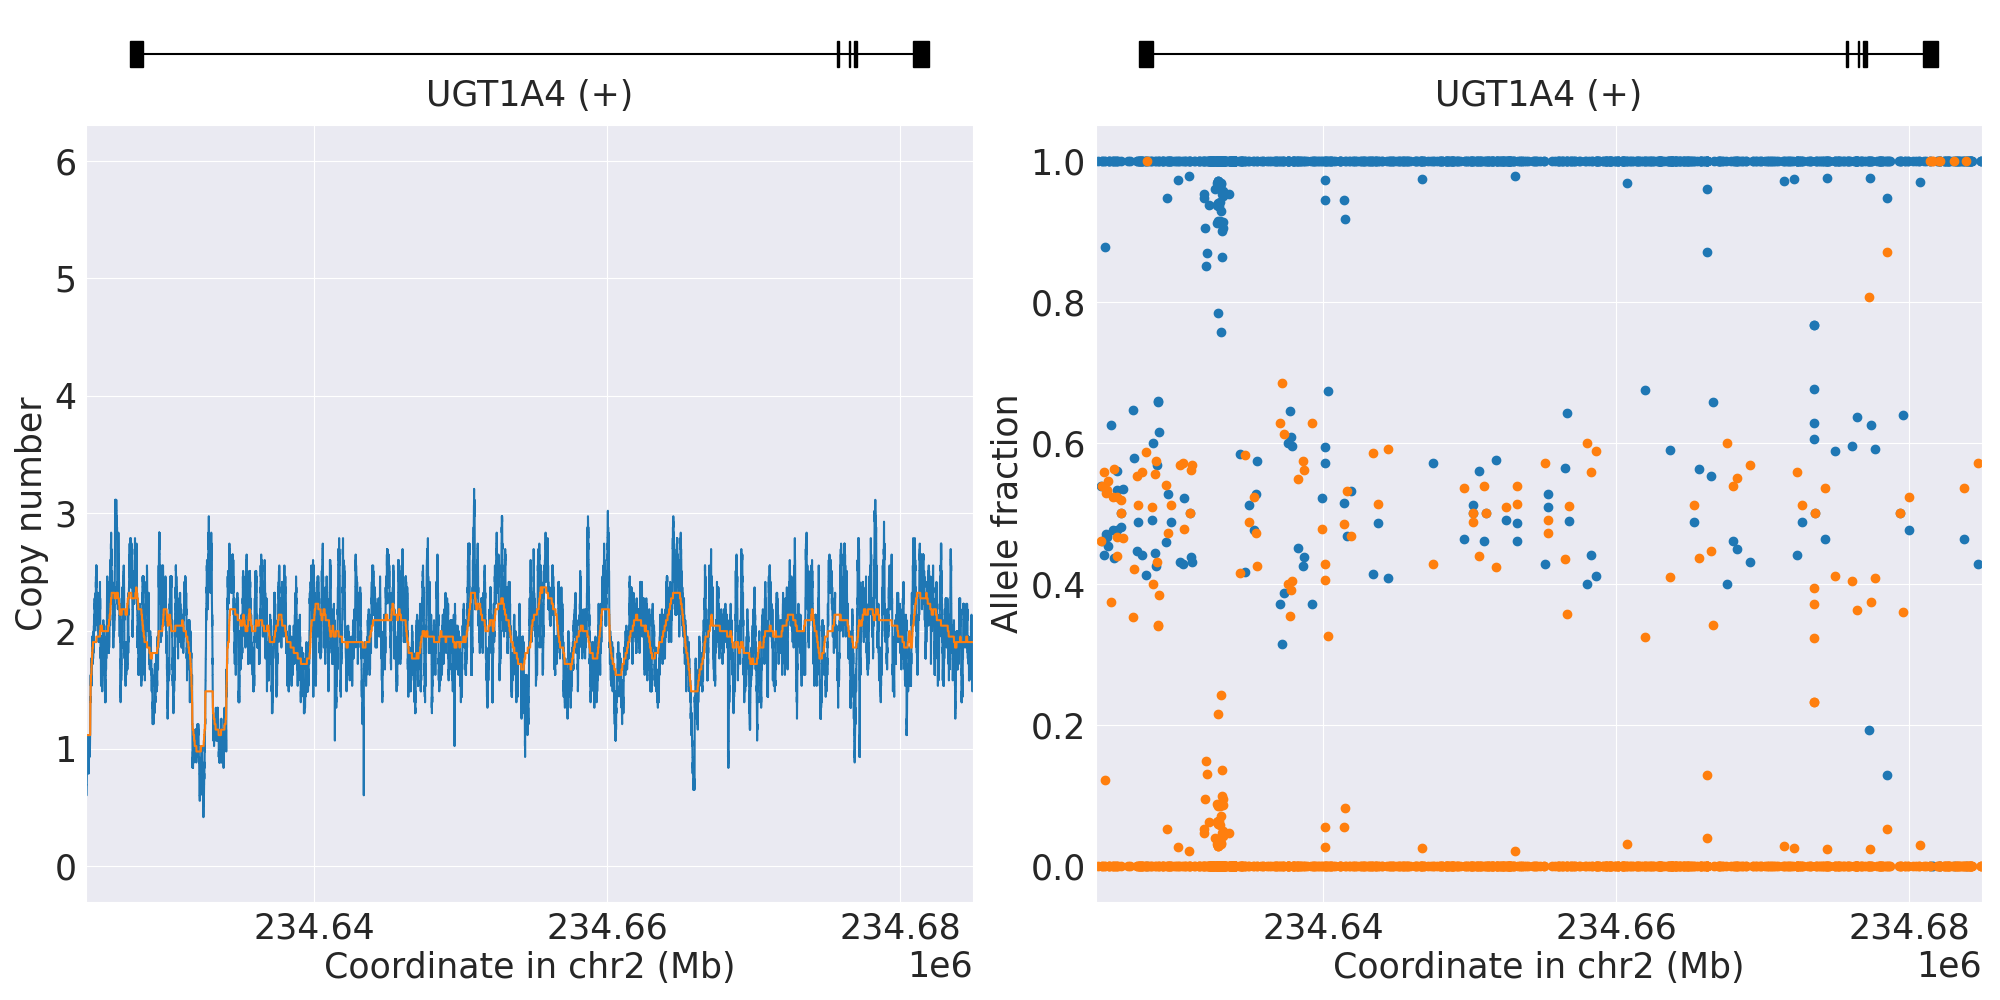 UGT1A4 (+)
6
5
4
3
2
1
0
Copy number
234.64 234.66 234.68
Coordinate in chr2 (Mb) 1e6
UGT1A4 (+)
1.0
0.8
0.6
0.4
0.2
0.0
Allele fraction
234.64 234.66 234.68
Coordinate in chr2 (Mb) 1e6